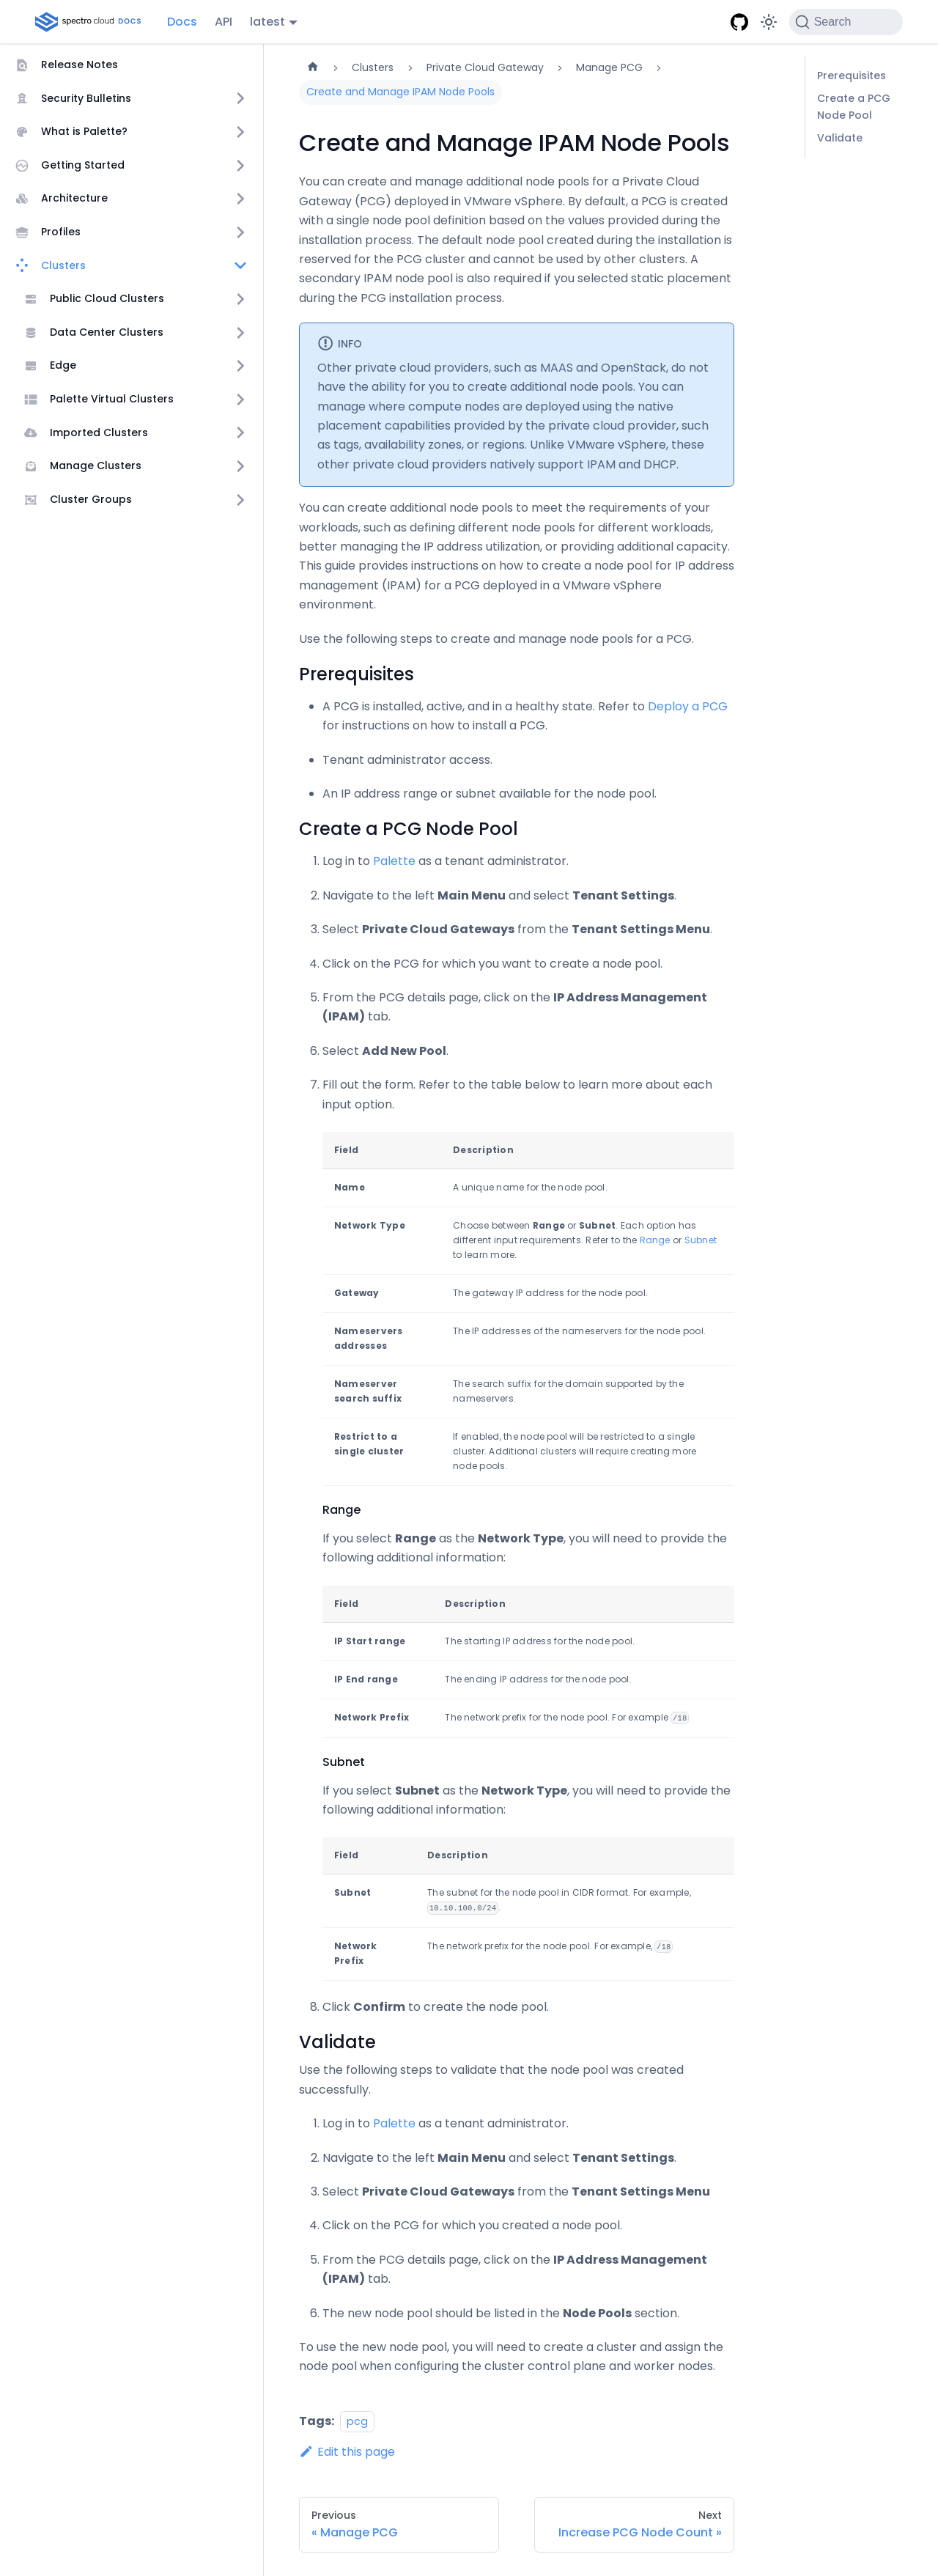 spectro cloud DOCS
Docs
API
latest
Search
Release Notes
Security Bulletins
What is Palette?
Getting Started
Architecture
Profiles
Clusters
Public Cloud Clusters
Data Center Clusters
Edge
Palette Virtual Clusters
Imported Clusters
Manage Clusters
Cluster Groups
Clusters
Private Cloud Gateway
Manage PCG
Create and Manage IPAM Node Pools
Prerequisites
Create a PCG
Node Pool
Validate
Create and Manage IPAM Node Pools
You can create and manage additional node pools for a Private Cloud
Gateway (PCG) deployed in VMware vSphere. By default, a PCG is created
with a single node pool definition based on the values provided during the
installation process. The default node pool created during the installation is
reserved for the PCG cluster and cannot be used by other clusters. A
secondary IPAM node pool is also required if you selected static placement
during the PCG installation process.
INFO
Other private cloud providers, such as MAAS and OpenStack, do not
have the ability for you to create additional node pools. You can
manage where compute nodes are deployed using the native
placement capabilities provided by the private cloud provider, such
as tags, availability zones, or regions. Unlike VMware vSphere, these
other private cloud providers natively support IPAM and DHCP.
You can create additional node pools to meet the requirements of your
workloads, such as defining different node pools for different workloads,
better managing the IP address utilization, or providing additional capacity.
This guide provides instructions on how to create a node pool for IP address
management (IPAM) for a PCG deployed in a VMware vSphere
environment.
Use the following steps to create and manage node pools for a PCG.
Prerequisites
• A PCG is installed, active, and in a healthy state. Refer to Deploy a PCG
for instructions on how to install a PCG.
• Tenant administrator access.
• An IP address range or subnet available for the node pool.
Create a PCG Node Pool
1. Log in to Palette as a tenant administrator.
2. Navigate to the left Main Menu and select Tenant Settings.
3. Select Private Cloud Gateways from the Tenant Settings Menu.
4. Click on the PCG for which you want to create a node pool.
5. From the PCG details page, click on the IP Address Management
(IPAM) tab.
6. Select Add New Pool.
7. Fill out the form. Refer to the table below to learn more about each
input option.
Field Description
Name A unique name for the node pool.
Network Type Choose between Range or Subnet. Each option has
different input requirements. Refer to the Range or Subnet
to learn more.
Gateway The gateway IP address for the node pool.
Nameservers The IP addresses of the nameservers for the node pool.
addresses
Nameserver The search suffix for the domain supported by the
search suffix nameservers.
Restrict to a If enabled, the node pool will be restricted to a single
single cluster cluster. Additional clusters will require creating more
node pools.
Range
If you select Range as the Network Type, you will need to provide the
following additional information:
Field Description
IP Start range The starting IP address for the node pool.
IP End range The ending IP address for the node pool.
Network Prefix The network prefix for the node pool. For example /18
Subnet
If you select Subnet as the Network Type, you will need to provide the
following additional information:
Field Description
Subnet The subnet for the node pool in CIDR format. For example,
10.10.100.0/24.
Network The network prefix for the node pool. For example, /18
Prefix
8. Click Confirm to create the node pool.
Validate
Use the following steps to validate that the node pool was created
successfully.
1. Log in to Palette as a tenant administrator.
2. Navigate to the left Main Menu and select Tenant Settings.
3. Select Private Cloud Gateways from the Tenant Settings Menu
4. Click on the PCG for which you created a node pool.
5. From the PCG details page, click on the IP Address Management
(IPAM) tab.
6. The new node pool should be listed in the Node Pools section.
To use the new node pool, you will need to create a cluster and assign the
node pool when configuring the cluster control plane and worker nodes.
Tags: pcg
Edit this page
Previous
« Manage PCG
Next
Increase PCG Node Count »